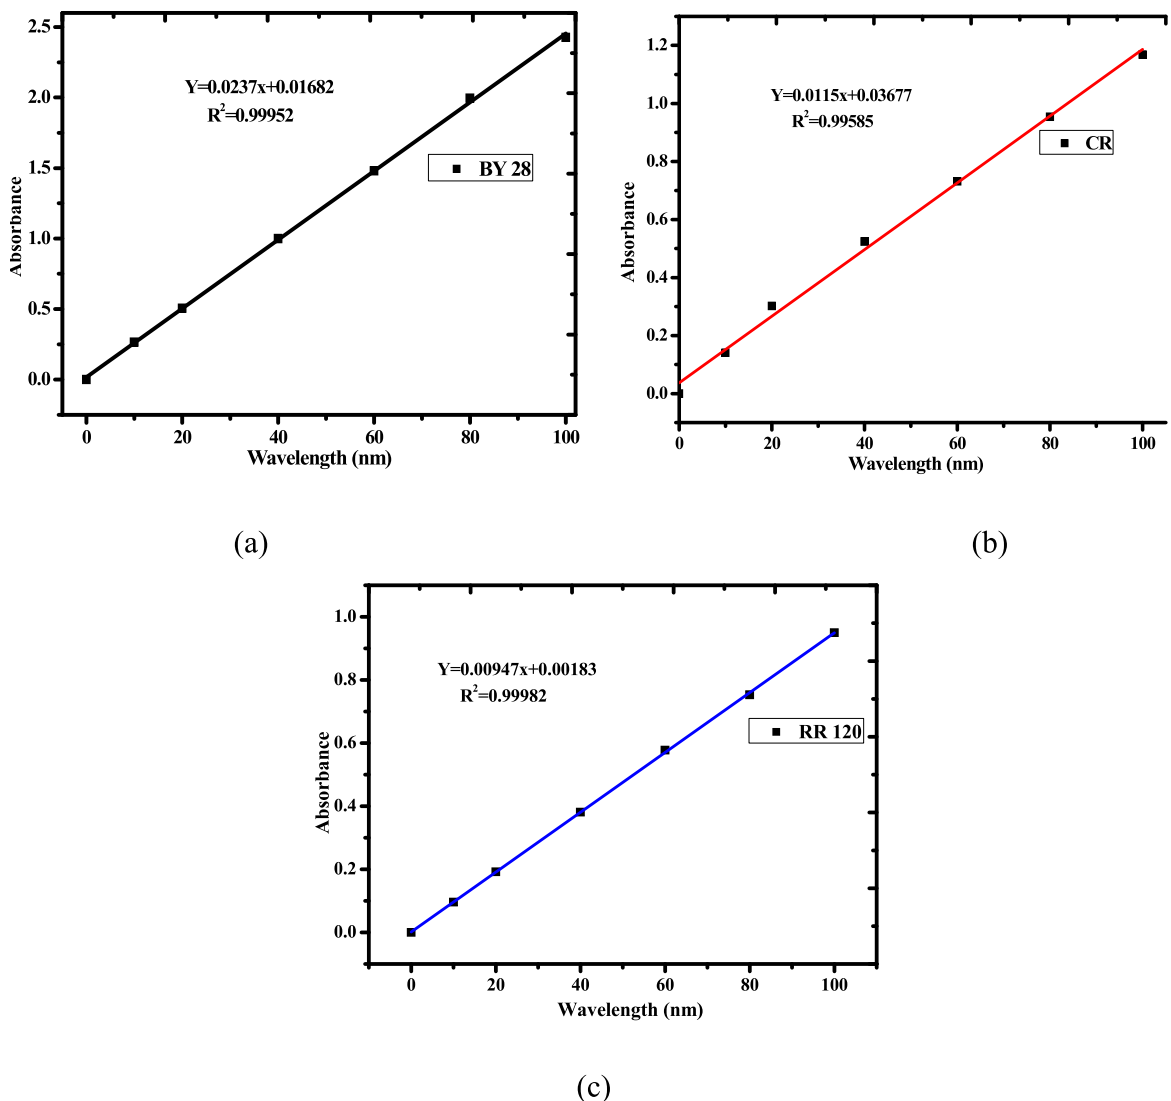 2.5
2.0
1.5
1.0
0.5
0.0
Absorbance
Y=0.0237x+0.01682
R²=0.99952
BY 28
0 20 40 60 80 100
Wavelength (nm)
(a)
1.2
1.0
0.8
0.6
0.4
0.2
0.0
Absorbance
Y=0.0115x+0.03677
R²=0.99585
CR
0 20 40 60 80 100
Wavelength (nm)
(b)
1.0
0.8
0.6
0.4
0.2
0.0
Absorbance
Y=0.00947x+0.00183
R²=0.99982
RR 120
0 20 40 60 80 100
Wavelength (nm)
(c)